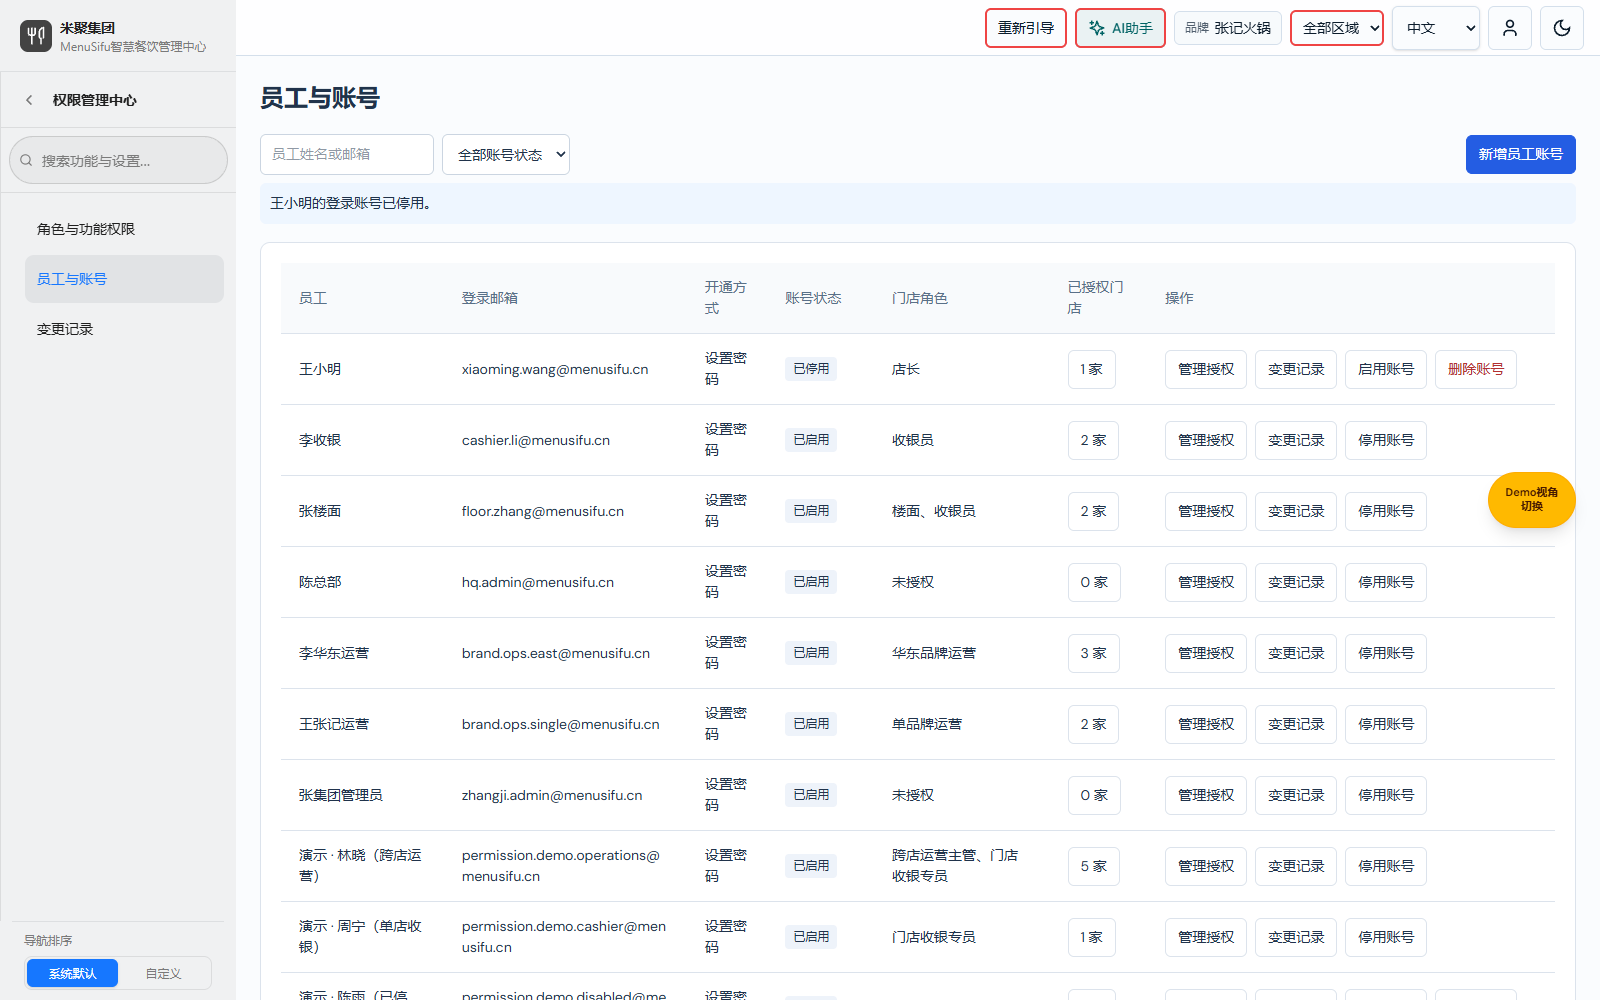 米聚集团
MenuSifu智慧餐饮管理中心
重新引导
AI助手
品牌 张记火锅
全部区域
中文
权限管理中心
搜索功能与设置...
角色与功能权限
员工与账号
变更记录
导航排序
系统默认
自定义
员工与账号
员工姓名或邮箱
全部账号状态
新增员工账号
王小明的登录账号已停用。
员工 登录邮箱 开通方式 账号状态 门店角色 已授权门店 操作
王小明 xiaoming.wang@menusifu.cn 设置密码 已停用 店长 1 家 管理授权 变更记录 启用账号 删除账号
李收银 cashier.li@menusifu.cn 设置密码 已启用 收银员 2 家 管理授权 变更记录 停用账号
张楼面 floor.zhang@menusifu.cn 设置密码 已启用 楼面、收银员 2 家 管理授权 变更记录 停用账号
Demo视角
切换
陈总部 hq.admin@menusifu.cn 设置密码 已启用 未授权 0 家 管理授权 变更记录 停用账号
李华东运营 brand.ops.east@menusifu.cn 设置密码 已启用 华东品牌运营 3 家 管理授权 变更记录 停用账号
王张记运营 brand.ops.single@menusifu.cn 设置密码 已启用 单品牌运营 2 家 管理授权 变更记录 停用账号
张集团管理员 zhangji.admin@menusifu.cn 设置密码 已启用 未授权 0 家 管理授权 变更记录 停用账号
演示 · 林晓（跨店运营） permission.demo.operations@menusifu.cn 设置密码 已启用 跨店运营主管、门店收银专员 5 家 管理授权 变更记录 停用账号
演示 · 周宁（单店收银） permission.demo.cashier@menusifu.cn 设置密码 已启用 门店收银专员 1 家 管理授权 变更记录 停用账号
演示 · 陈雨（已停 permission.demo.disabled@me 设置密